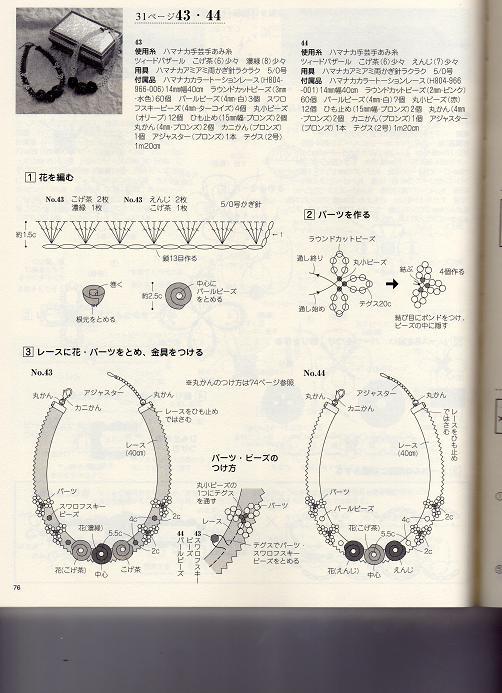 31ページ43・44
43
使用糸 ハマナカ手芸手あみ糸
ツィードバザール こげ茶(6)少々 濃緑(8)少々
用具 ハマナカアミアミ両かぎ針ラクラク 5/0号
付属品 ハマナカカラートーションレース(H804-
966-006)14㎜幅40㎝ ラウンドカットビーズ(3㎜
・水色)60個 パールビーズ(4㎜・白)3個 スワロ
フスキービーズ(4㎜・ターコイズ)4個 丸小ビーズ
(オリーブ)12個 ひも止め(15㎜幅・ブロンズ)2個
丸かん(4㎜・ブロンズ)2個 カニかん(ブロンズ)
1個 アジャスター(ブロンズ)1本 テグス(2号)
1m20㎝
44
使用糸 ハマナカ手芸手あみ糸
ツィードバザール こげ茶(6)少々 えんじ(7)少々
用具 ハマナカアミアミ両かぎ針ラクラク 5/0号
付属品 ハマナカカラートーションレース(H804-966
-001)14㎜幅40㎝ ラウンドカットビーズ(2㎜・ピンク)
60個 パールビーズ(4㎜・白)7個 丸小ビーズ(赤)
12個 ひも止め(15㎜幅・ブロンズ)2個 丸かん(4㎜
・ブロンズ)2個 カニかん(ブロンズ)1個 アジャスター
(ブロンズ)1本 テグス(2号)1m20㎝
1 花を編む
No.43 こげ茶 2枚
濃緑 1枚
No.43 えんじ 2枚
こげ茶 1枚
5/0号かぎ針
約1.5c
←1
鎖13目作る
巻く
根元をとめる
約2.5c
中心に
パールビーズ
をとめる
2 パーツを作る
ラウンドカットビーズ
通し終り
丸小ビーズ
通し始め
テグス20c
結ぶ
4個作る
結び目にボンドをつけ、
ビーズの中に隠す
3 レースに花・パーツをとめ、金具をつける
No.43
丸かん
アジャスター
丸かん
カニかん
レースをひも止め
ではさむ
レース
(40㎝)
パーツ
スワロフスキー
ビーズ
4c
2c
花(濃緑)
5.5c
2c
花(こげ茶)
中心
こげ茶
※丸かんのつけ方は74ページ参照
パーツ・ビーズの
つけ方
丸小ビーズの
1つにテグス
を通す
パーツ
レース
テグスでパーツ・
スワロフスキー
ビーズをとめる
43 スワロフスキー
ビーズ
44 パールビーズ
No.44
丸かん
アジャスター
丸かん
カニかん
レースをひも止め
ではさむ
レース
(40㎝)
パーツ
パールビーズ
4c
2c
花(こげ茶)
5.5c
2c
花(えんじ)
中心
えんじ
76